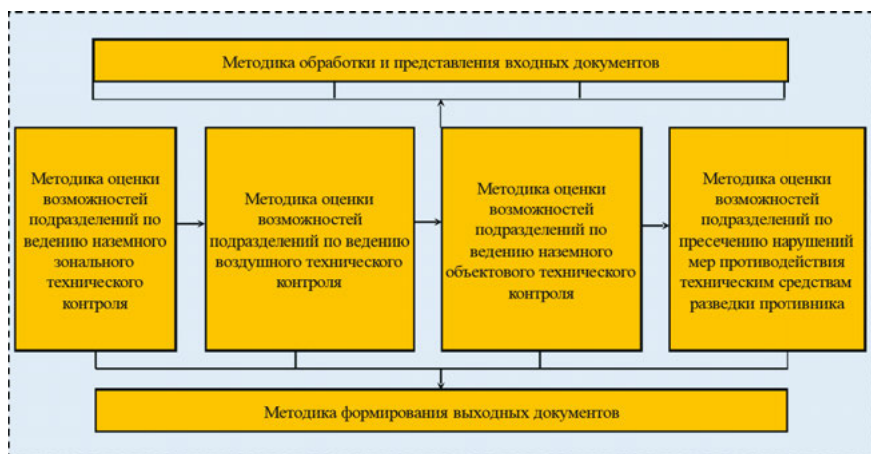 Методика обработки и представления входных документов
Методика оценки
возможностей
подразделений по
ведению наземного
зонального
технического
контроля
Методика оценки
возможностей
подразделений по ведению
воздушного технического
контроля
Методика оценки
возможностей
подразделений по
ведению наземного
объектового технического
контроля
Методика оценки
возможностей
подразделений по
пресечению нарушений
мер противодействия
техническим средствам
разведки противника
Методика формирования выходных документов